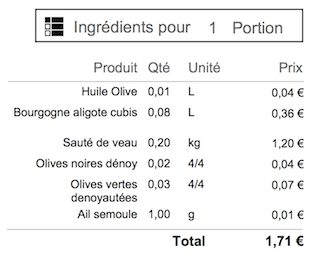 Ingrédients pour 1 Portion
Produit Qté Unité Prix
Huile Olive 0,01 L 0,04 €
Bourgogne aligote cubis 0,08 L 0,36 €
Sauté de veau 0,20 kg 1,20 €
Olives noires dénoy 0,02 4/4 0,04 €
Olives vertes 0,03 4/4 0,07 €
denoyautées
Ail semoule 1,00 g 0,01 €
Total 1,71 €